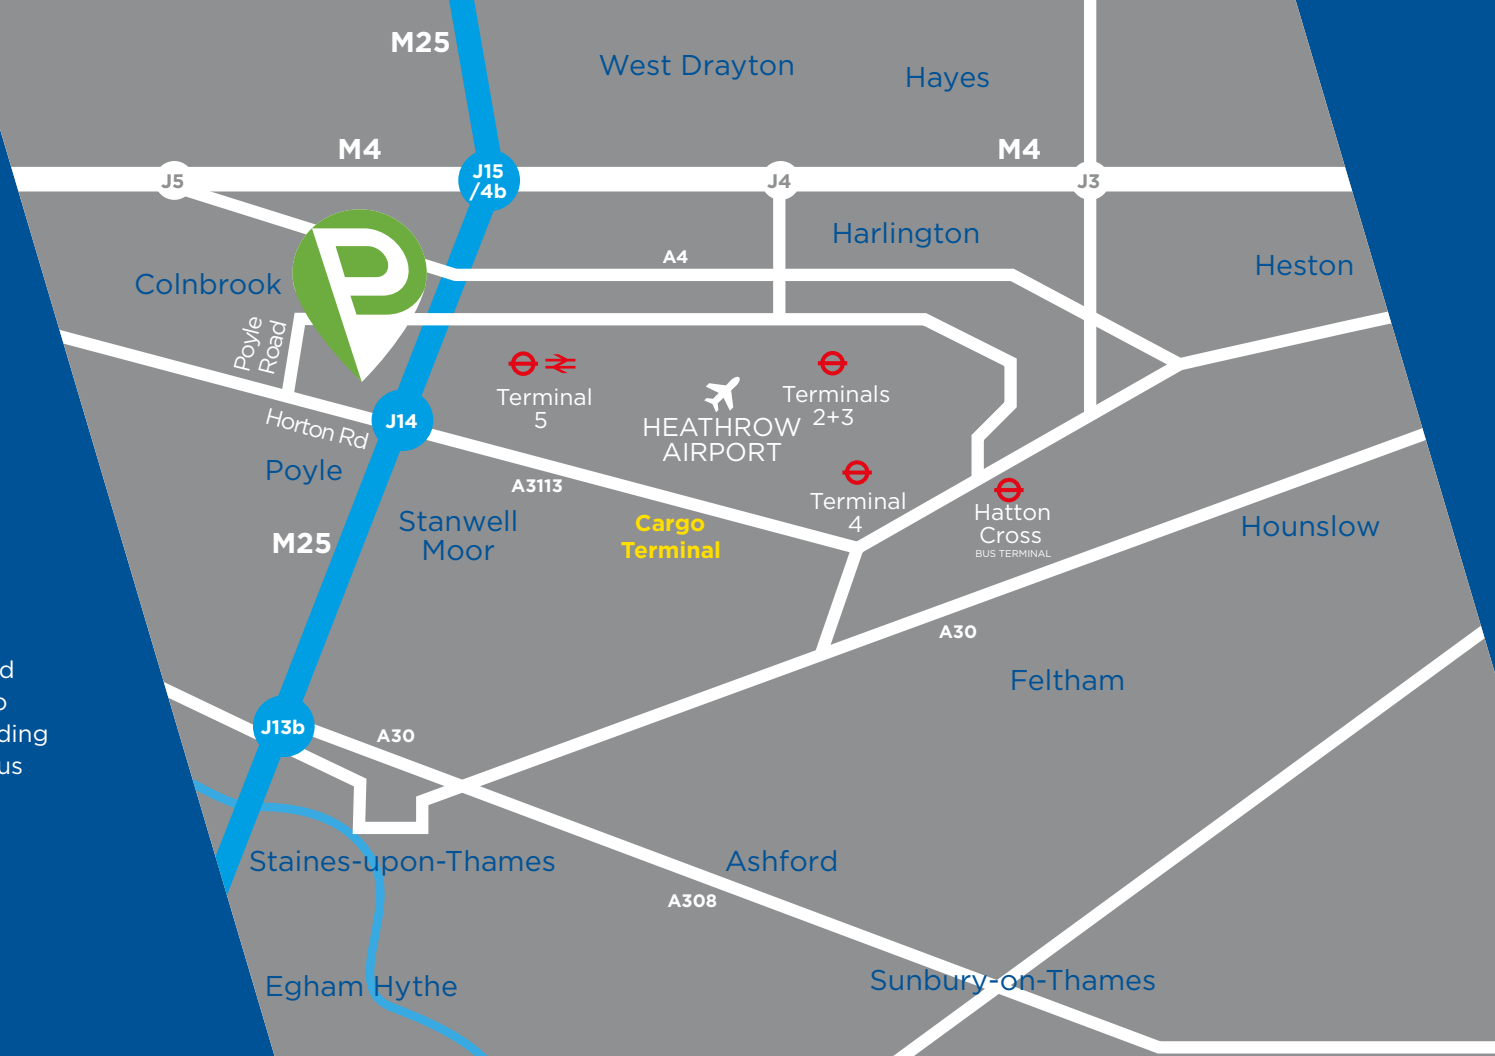 M25
West Drayton
Hayes
M4
M4
J5
J15
/4b
J4
J3
Harlington
A4
Heston
Colnbrook
P
Poyle
Road
Terminal
5
Terminals
2+3
HEATHROW
AIRPORT
Horton Rd
J14
Poyle
A3113
Terminal
4
Hatton
Cross
BUS TERMINAL
Cargo
Terminal
Stanwell
Moor
Hounslow
M25
A30
Feltham
d
o
ding
us
J13b
A30
Staines-upon-Thames
Ashford
A308
Egham Hythe
Sunbury-on-Thames